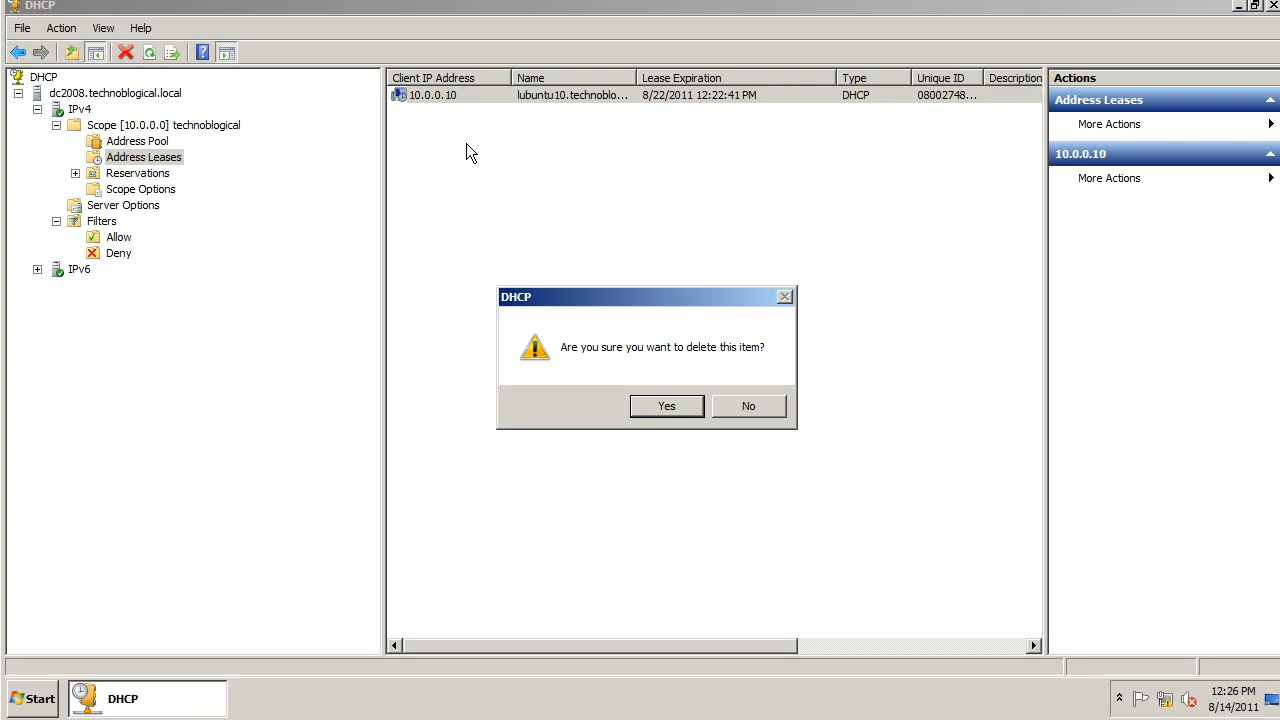 DHCP
File Action View Help
DHCP
dc2008.technoblogical.local
IPv4
Scope [10.0.0.0] technoblogical
Address Pool
Address Leases
Reservations
Scope Options
Server Options
Filters
Allow
Deny
IPv6
Client IP Address Name Lease Expiration Type Unique ID Description
10.0.0.10 lubuntu10.technoblo... 8/22/2011 12:22:41 PM DHCP 08002748...
Actions
Address Leases
More Actions
10.0.0.10
More Actions
DHCP
Are you sure you want to delete this item?
Yes No
Start DHCP
12:26 PM
8/14/2011